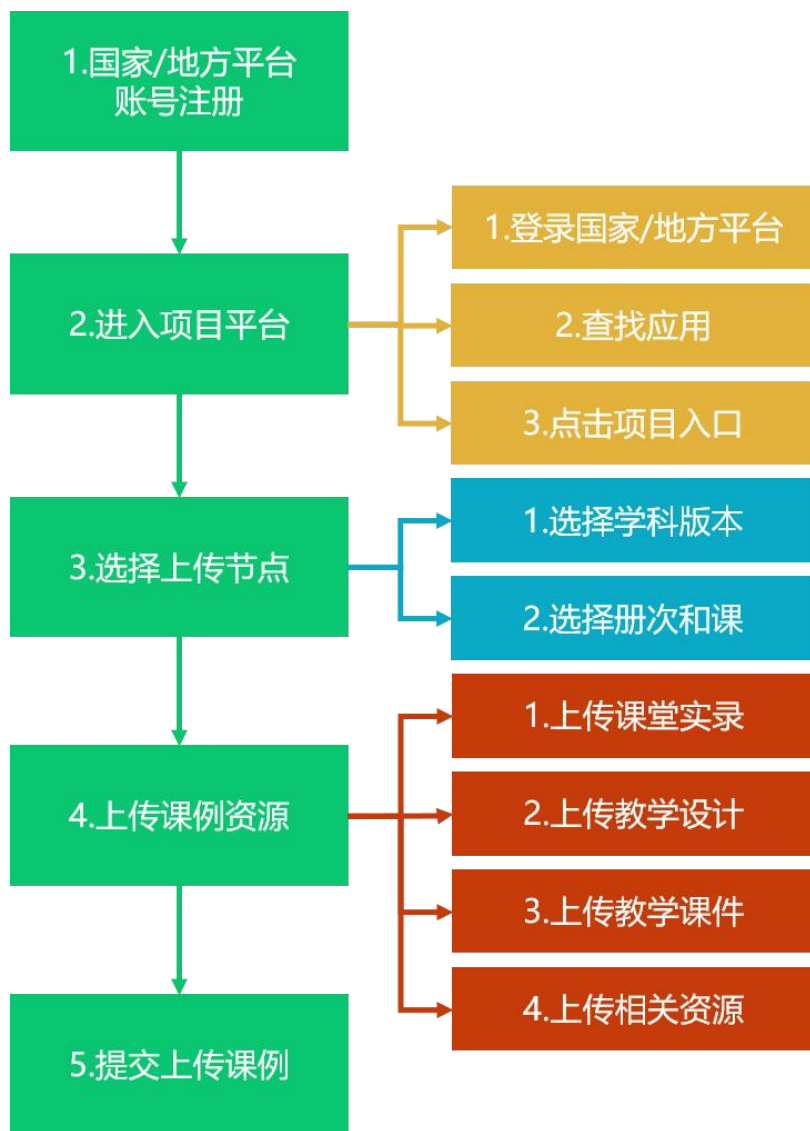 1.国家/地方平台
账号注册
2.进入项目平台
1.登录国家/地方平台
2.查找应用
3.点击项目入口
3.选择上传节点
1.选择学科版本
2.选择册次和课
4.上传课例资源
1.上传课堂实录
2.上传教学设计
3.上传教学课件
4.上传相关资源
5.提交上传课例